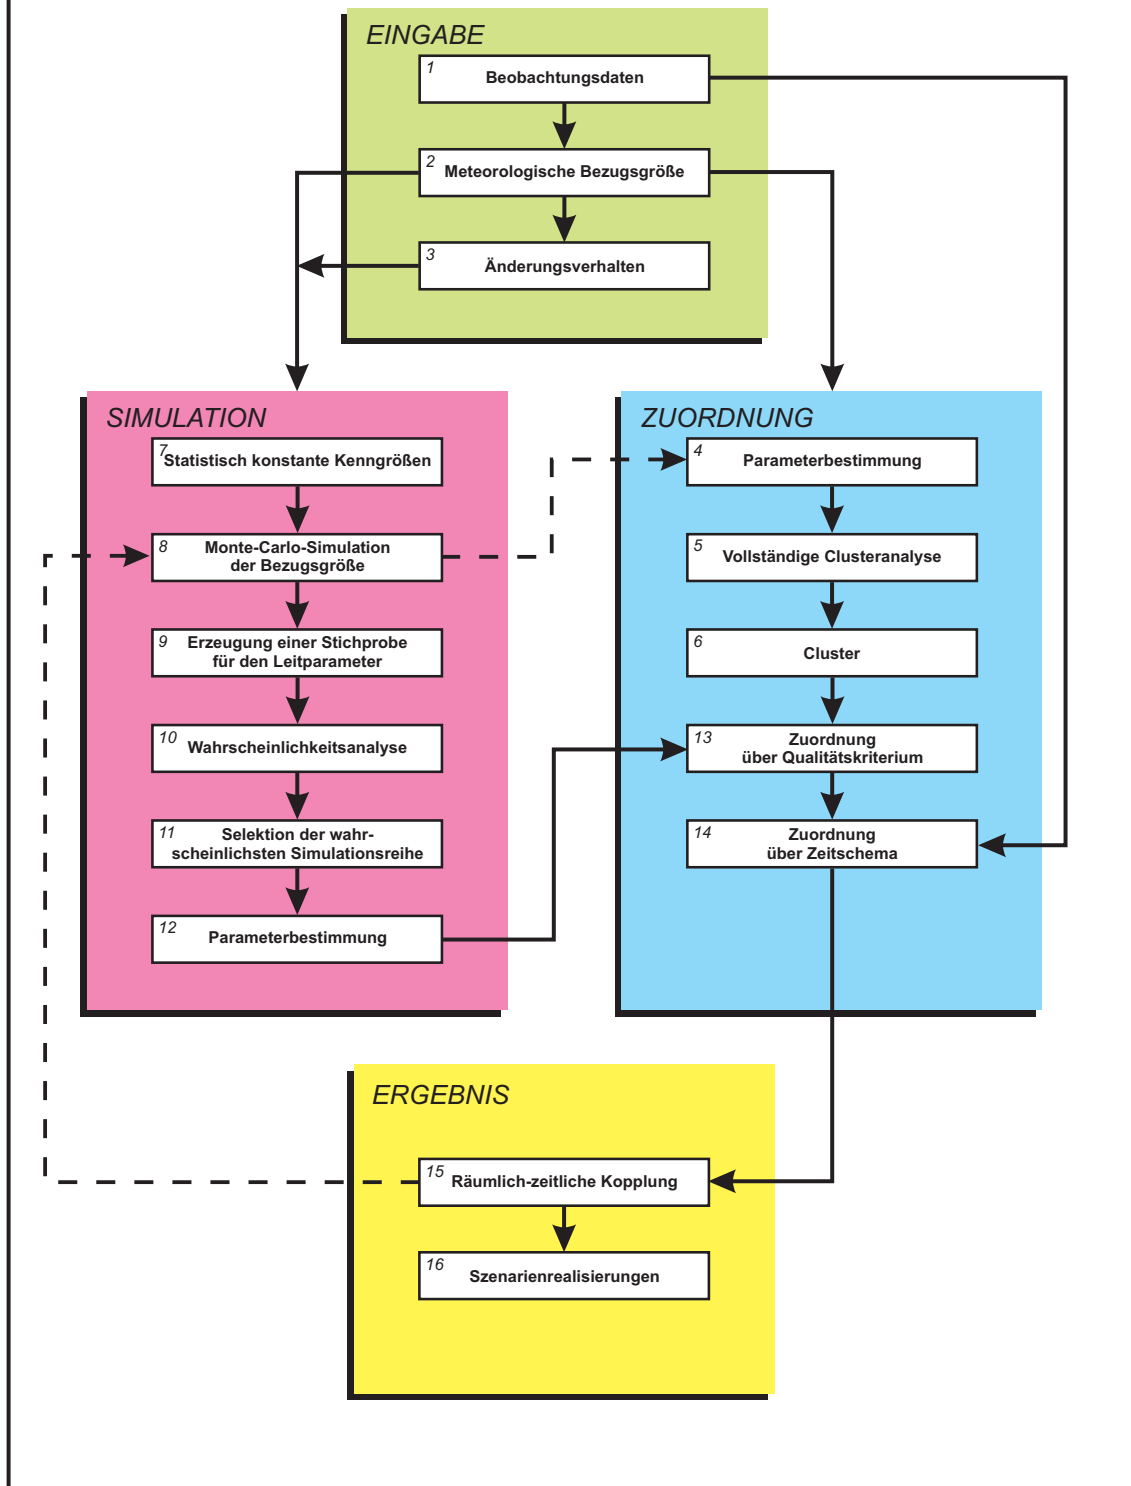 EINGABE
1
Beobachtungsdaten
2
Meteorologische Bezugsgröße
3
Änderungsverhalten
SIMULATION
7
Statistisch konstante Kenngrößen
8
Monte-Carlo-Simulation
der Bezugsgröße
9
Erzeugung einer Stichprobe
für den Leitparameter
10
Wahrscheinlichkeitsanalyse
11
Selektion der wahr-
scheinlichsten Simulationsreihe
12
Parameterbestimmung
ZUORDNUNG
4
Parameterbestimmung
5
Vollständige Clusteranalyse
6
Cluster
13
Zuordnung
über Qualitätskriterium
14
Zuordnung
über Zeitschema
ERGEBNIS
15
Räumlich-zeitliche Kopplung
16
Szenarienrealisierungen